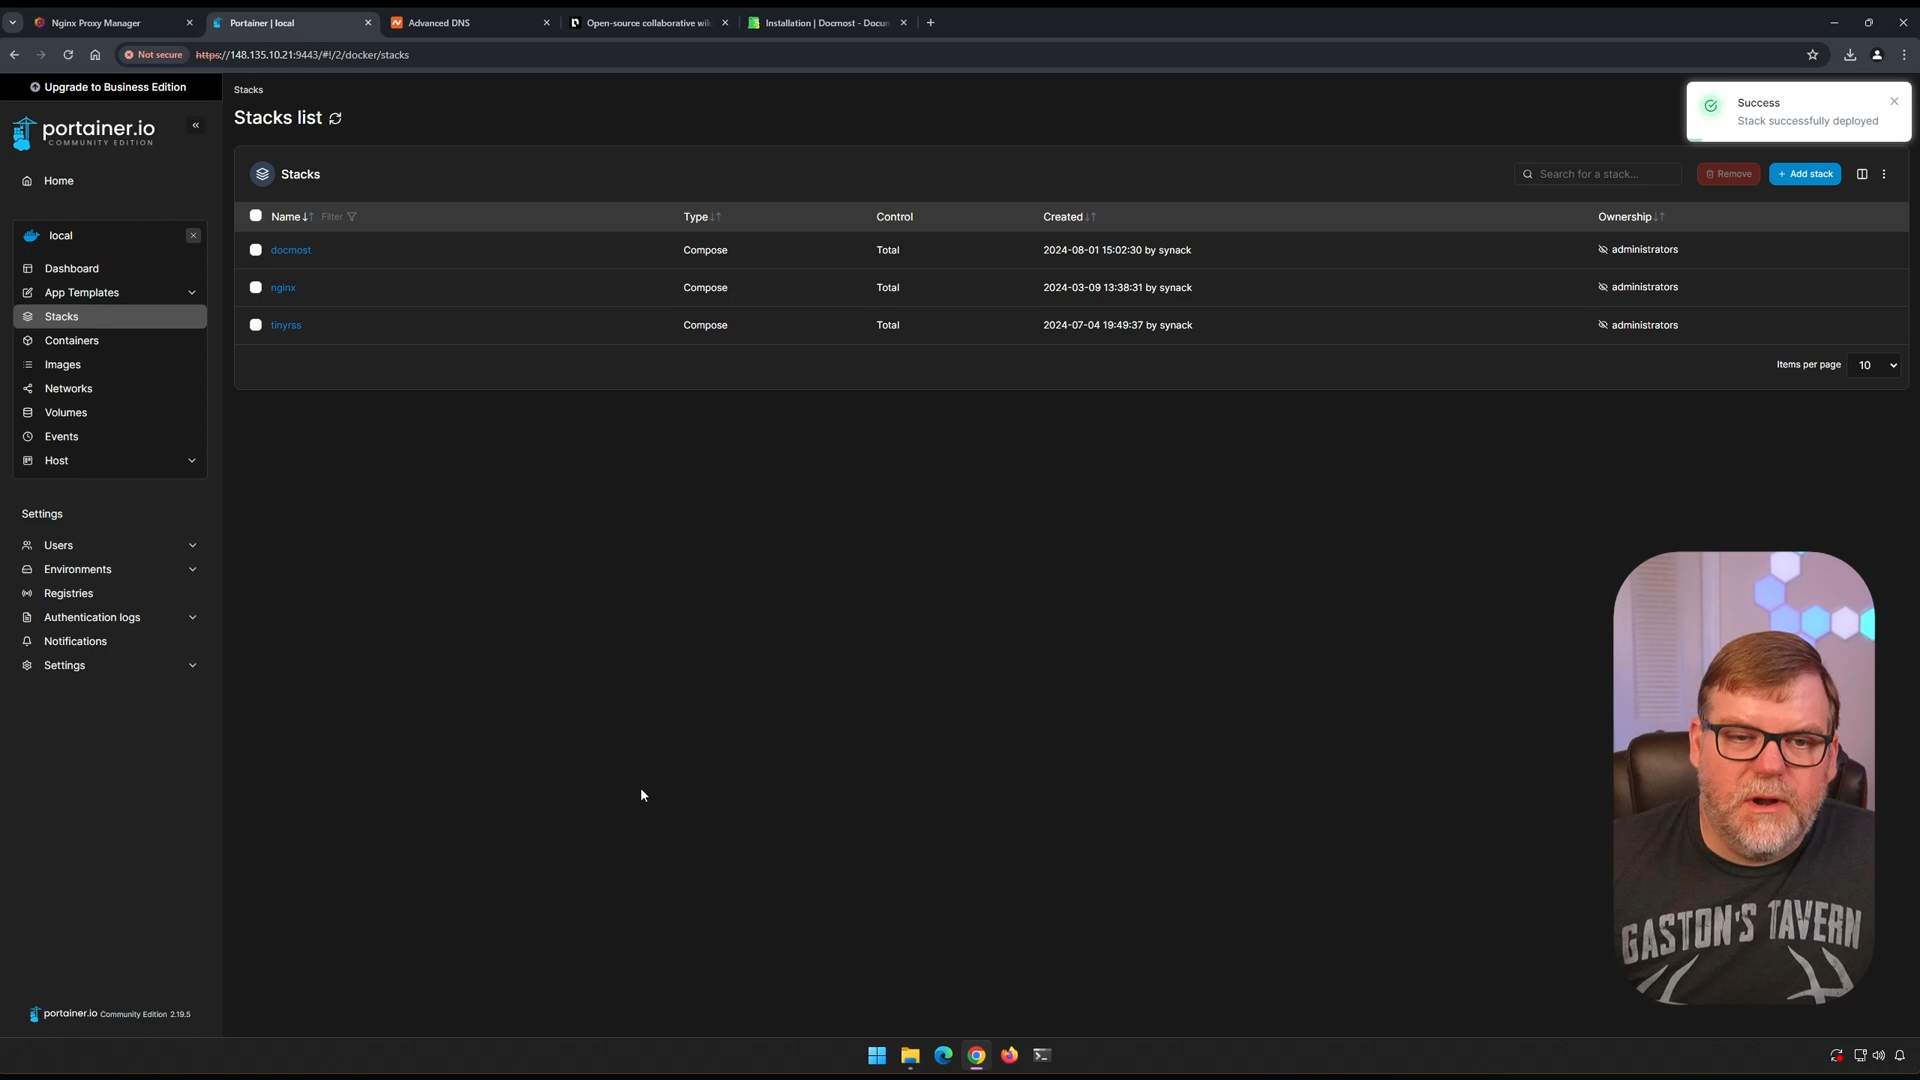 Nginx Proxy Manager
Portainer | local
Advanced DNS
Open-source collaborative wik
Installation | Docmost - Docum
Not secure
https://148.135.10.21:9443/#!/2/docker/stacks
Upgrade to Business Edition
portainer.io
COMMUNITY EDITION
Home
local
Dashboard
App Templates
Stacks
Containers
Images
Networks
Volumes
Events
Host
Settings
Users
Environments
Registries
Authentication logs
Notifications
Settings
portainer.io Community Edition 2.19.5
Stacks
Stacks list
Success
Stack successfully deployed
Stacks
Search for a stack...
Remove
+ Add stack
Name Filter Type Control Created Ownership
docmost Compose Total 2024-08-01 15:02:30 by synack administrators
nginx Compose Total 2024-03-09 13:38:31 by synack administrators
tinyrss Compose Total 2024-07-04 19:49:37 by synack administrators
Items per page 10
GASTON'S TAVERN